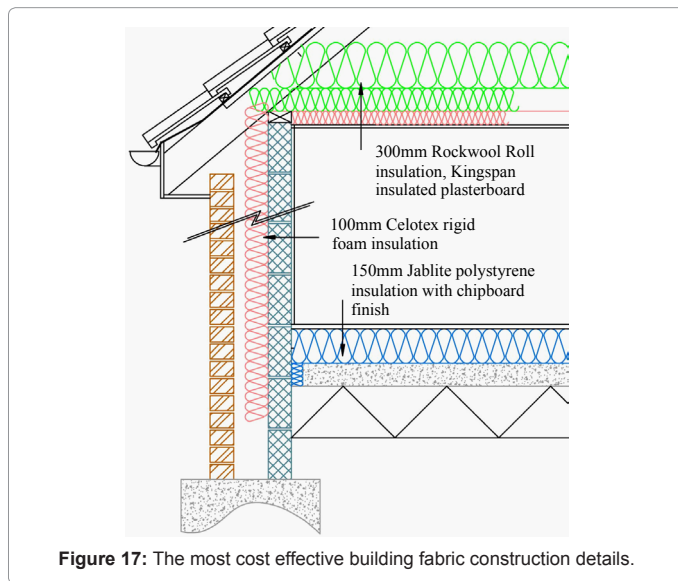 300mm Rockwool Roll
insulation, Kingspan
insulated plasterboard
100mm Celotex rigid
foam insulation
150mm Jablite polystyrene
insulation with chipboard
finish
Figure 17: The most cost effective building fabric construction details.